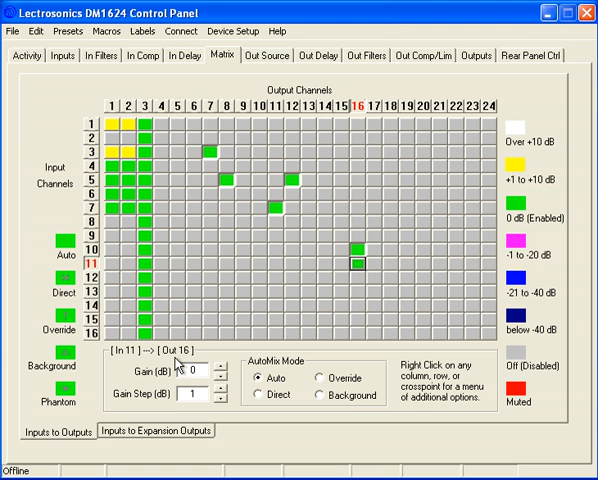 Lectrosonics DM1624 Control Panel
File Edit Presets Macros Labels Connect Device Setup Help
Activity Inputs In Filters In Comp In Delay Matrix Out Source Out Delay Out Filters Out Comp/Lim Outputs Rear Panel Ctrl
Output Channels
1 2 3 4 5 6 7 8 9 10 11 12 13 14 15 16 17 18 19 20 21 22 23 24
Input Channels
1
2
3
4
5
6
7
8
9
10
11
12
13
14
15
16
Auto
Direct
Override
Background
Phantom
Over +10 dB
+1 to +10 dB
0 dB (Enabled)
-1 to -20 dB
-21 to -40 dB
below -40 dB
Off (Disabled)
Muted
[ In 11 ] ---> [ Out 16 ]
Gain (dB) 0
Gain Step (dB) 1
AutoMix Mode
Auto Override
Direct Background
Right Click on any
column, row, or
crosspoint for a menu
of additional options.
Inputs to Outputs Inputs to Expansion Outputs
Offline